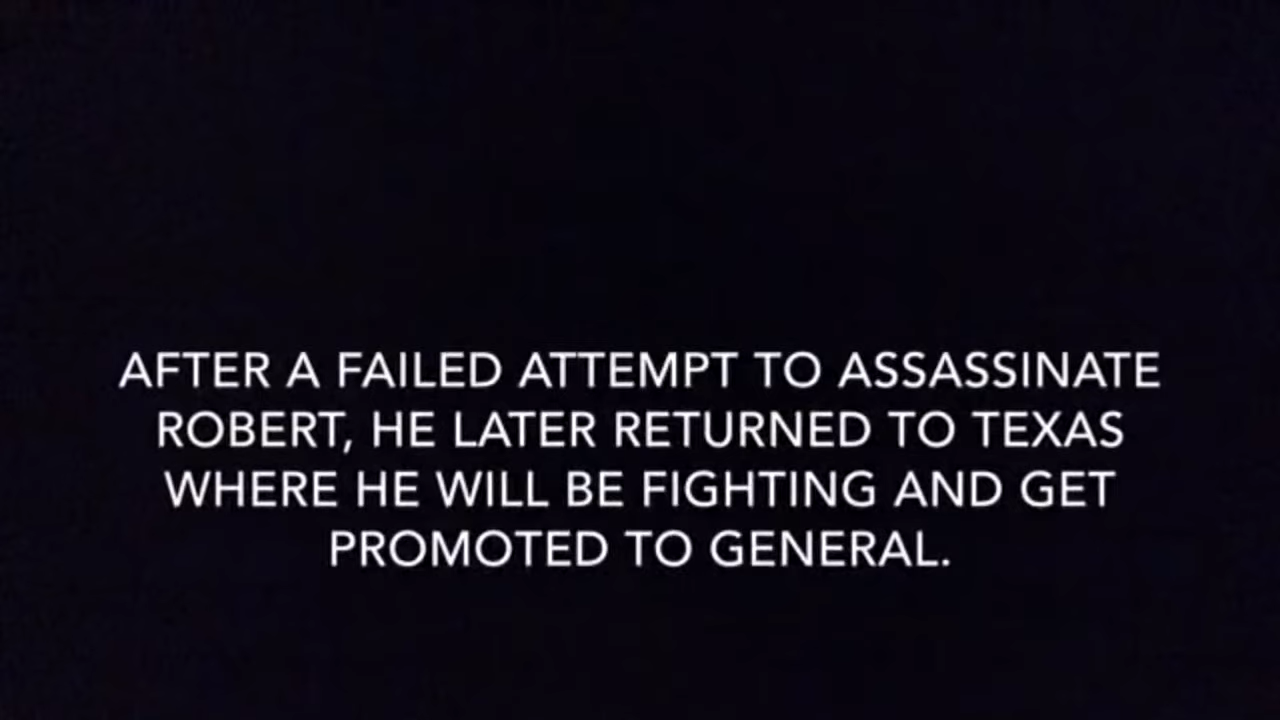 AFTER A FAILED ATTEMPT TO ASSASSINATE
ROBERT, HE LATER RETURNED TO TEXAS
WHERE HE WILL BE FIGHTING AND GET
PROMOTED TO GENERAL.